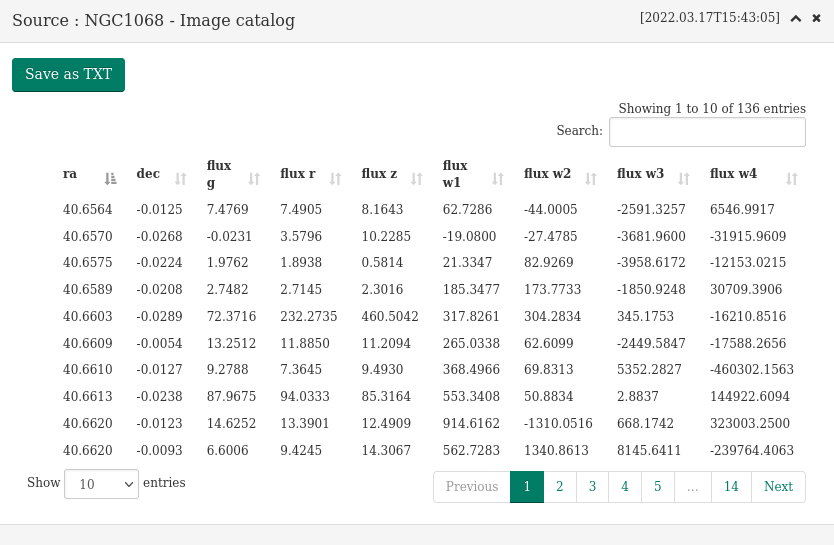 Source : NGC1068 - Image catalog [2022.03.17T15:43:05]
Save as TXT
Showing 1 to 10 of 136 entries
Search:
ra dec flux g flux r flux z flux w1 flux w2 flux w3 flux w4
40.6564 -0.0125 7.4769 7.4905 8.1643 62.7286 -44.0005 -2591.3257 6546.9917
40.6570 -0.0268 -0.0231 3.5796 10.2285 -19.0800 -27.4785 -3681.9600 -31915.9609
40.6575 -0.0224 1.9762 1.8938 0.5814 21.3347 82.9269 -3958.6172 -12153.0215
40.6589 -0.0208 2.7482 2.7145 2.3016 185.3477 173.7733 -1850.9248 30709.3906
40.6603 -0.0289 72.3716 232.2735 460.5042 317.8261 304.2834 345.1753 -16210.8516
40.6609 -0.0054 13.2512 11.8850 11.2094 265.0338 62.6099 -2449.5847 -17588.2656
40.6610 -0.0127 9.2788 7.3645 9.4930 368.4966 69.8313 5352.2827 -460302.1563
40.6613 -0.0238 87.9675 94.0333 85.3164 553.3408 50.8834 2.8837 144922.6094
40.6620 -0.0123 14.6252 13.3901 12.4909 914.6162 -1310.0516 668.1742 323003.2500
40.6620 -0.0093 6.6006 9.4245 14.3067 562.7283 1340.8613 8145.6411 -239764.4063
Show 10 entries
Previous 1 2 3 4 5 … 14 Next